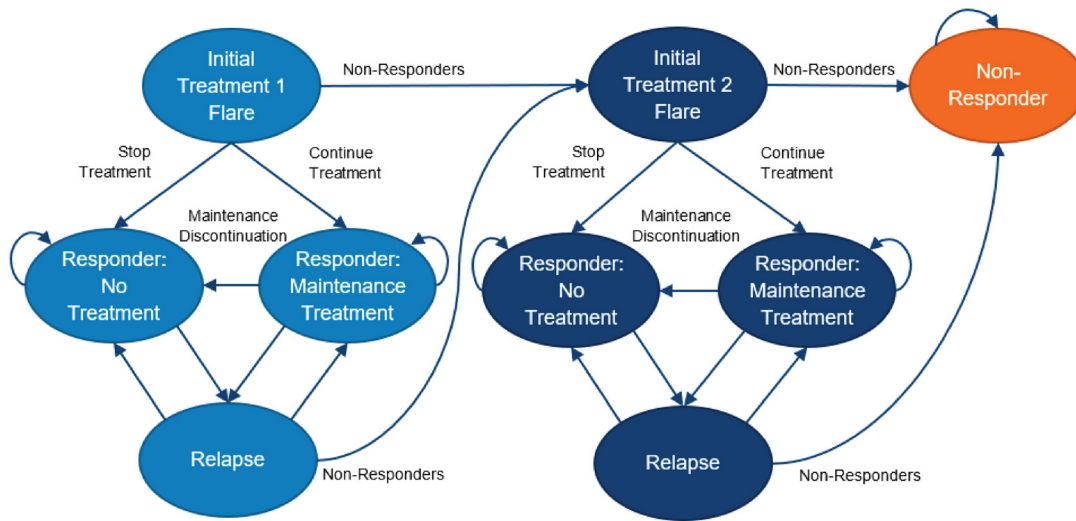 Initial
Treatment 1
Flare
Non-Responders
Initial
Treatment 2
Flare
Non-Responders
Non-
Responder
Stop
Treatment
Continue
Treatment
Stop
Treatment
Continue
Treatment
Maintenance
Discontinuation
Maintenance
Discontinuation
Responder:
No
Treatment
Responder:
Maintenance
Treatment
Responder:
No
Treatment
Responder:
Maintenance
Treatment
Relapse
Non-Responders
Relapse
Non-Responders